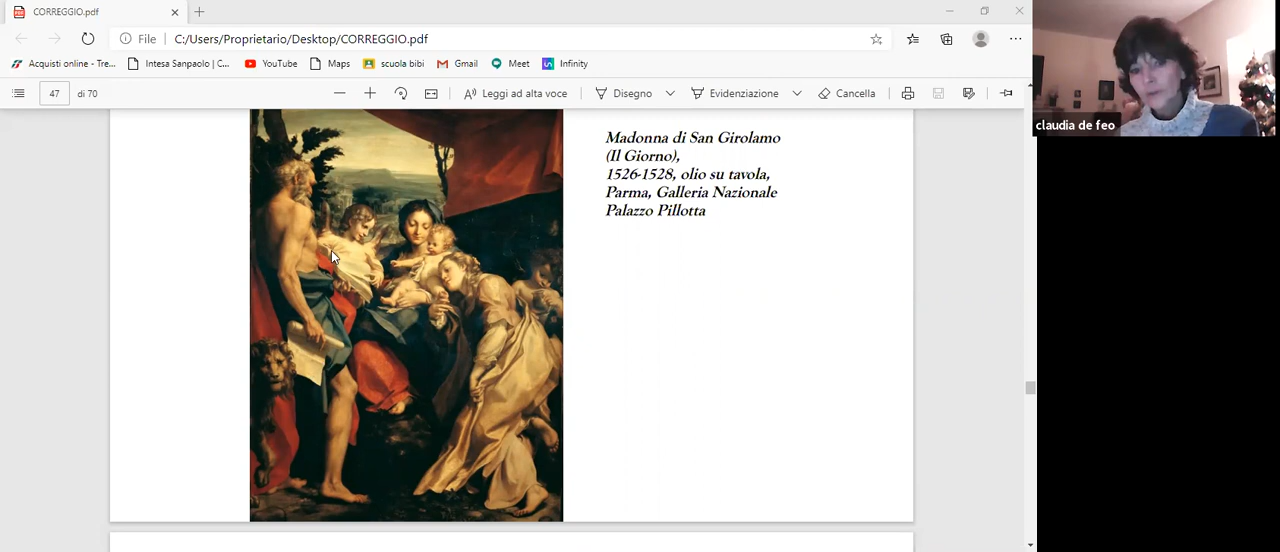 CORREGGIO.pdf
File
C:/Users/Proprietario/Desktop/CORREGGIO.pdf
Acquisti online - Tre...
Intesa Sanpaolo | C...
YouTube
Maps
scuola bibi
Gmail
Meet
Infinity
47 di 70
Leggi ad alta voce
Disegno
Evidenziazione
Cancella
claudia de feo
Madonna di San Girolamo
(Il Giorno),
1526-1528, olio su tavola,
Parma, Galleria Nazionale
Palazzo Pillotta